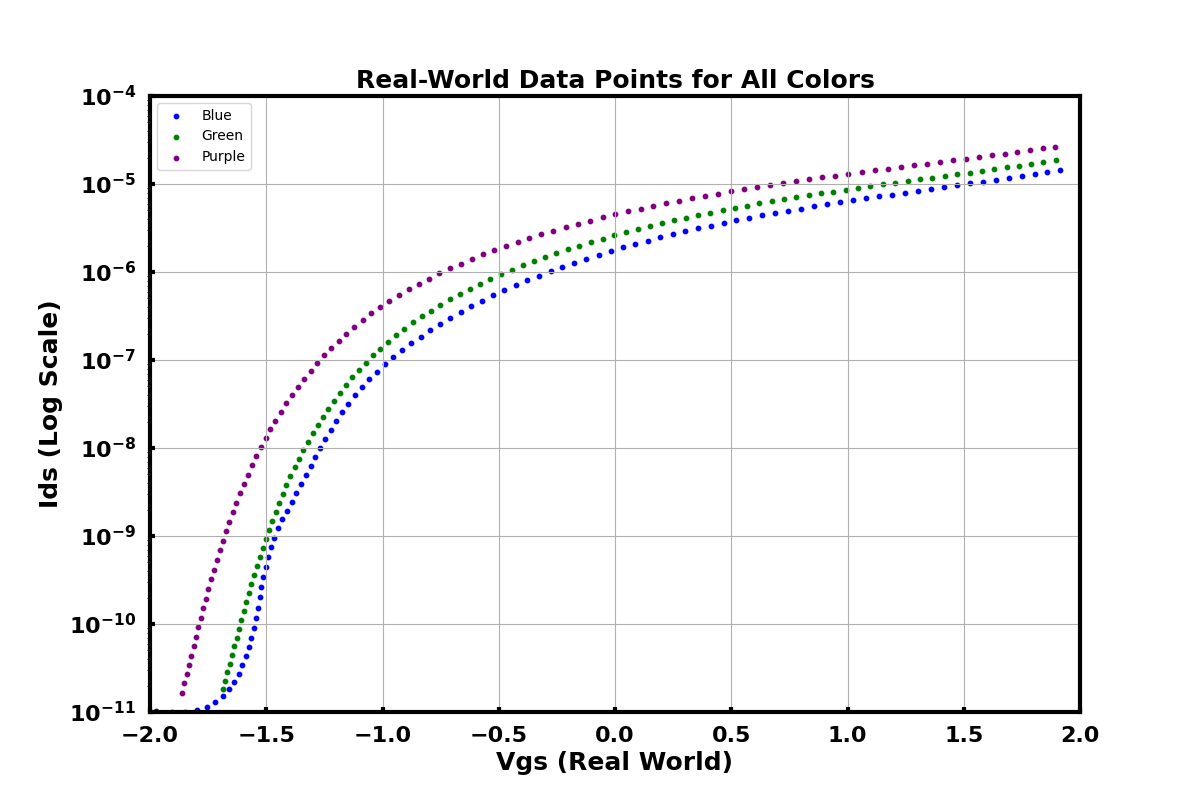 Real-World Data Points for All Colors
10⁻⁴
Blue
Green
Purple
10⁻⁵
10⁻⁶
10⁻⁷
10⁻⁸
10⁻⁹
10⁻¹⁰
10⁻¹¹
Ids (Log Scale)
−2.0 −1.5 −1.0 −0.5 0.0 0.5 1.0 1.5 2.0
Vgs (Real World)